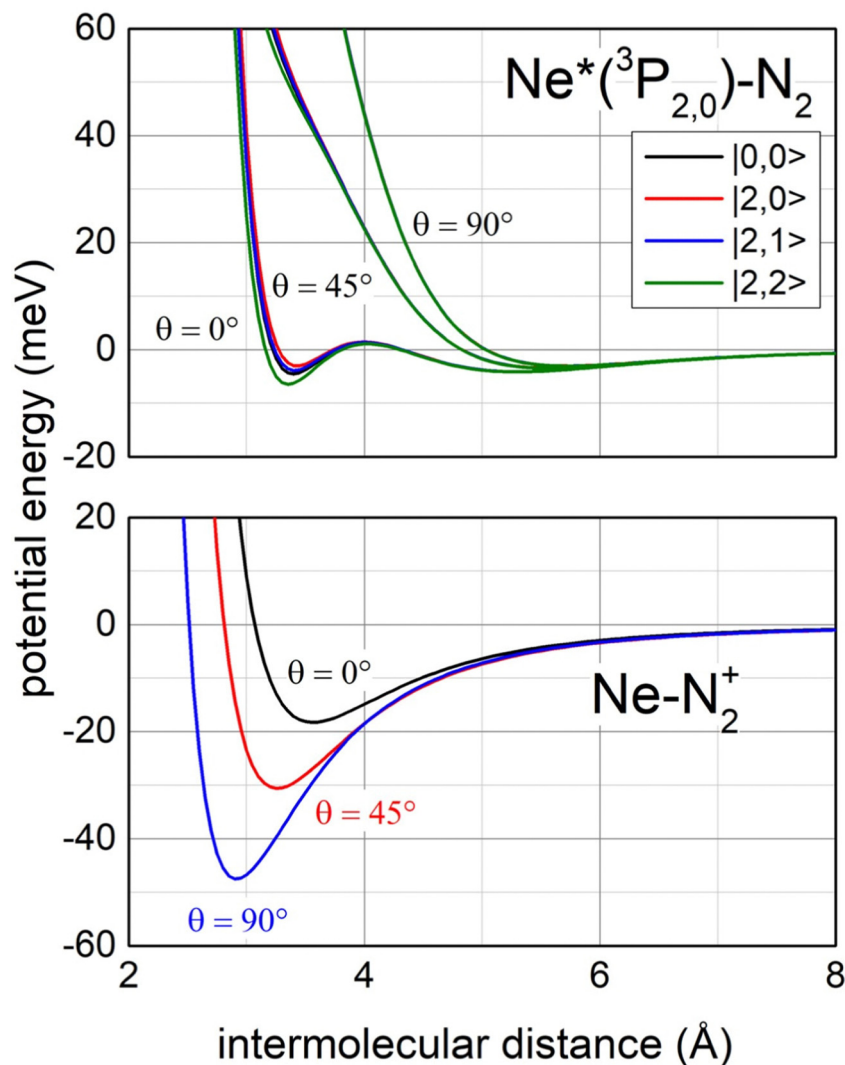 60
40
20
0
-20
Ne*(³P₂,₀)-N₂
|0,0>
|2,0>
|2,1>
|2,2>
θ = 90°
θ = 45°
θ = 0°
potential energy (meV)
20
0
-20
-40
-60
θ = 0°
Ne-N₂⁺
θ = 45°
θ = 90°
2
4
6
8
intermolecular distance (Å)